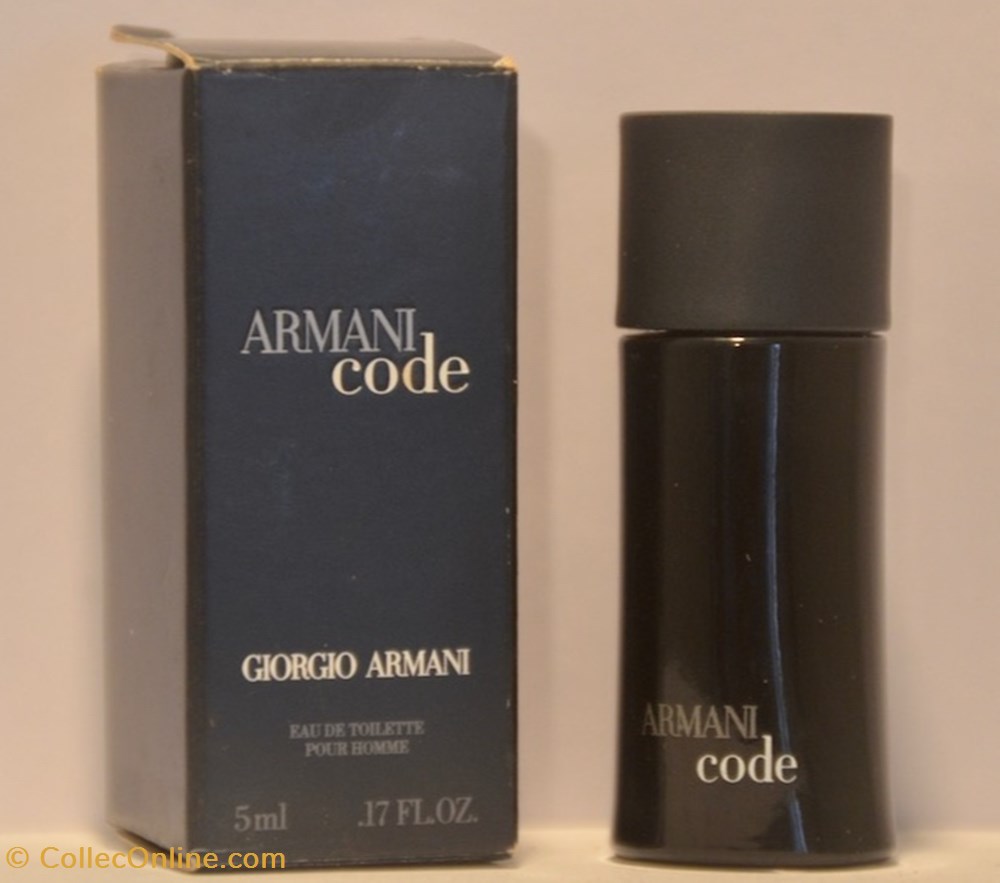 ARMANI
code
GIORGIO ARMANI
EAU DE TOILETTE
POUR HOMME
5ml .17 FL.OZ.
ARMANI
code
© CollecOnline.com